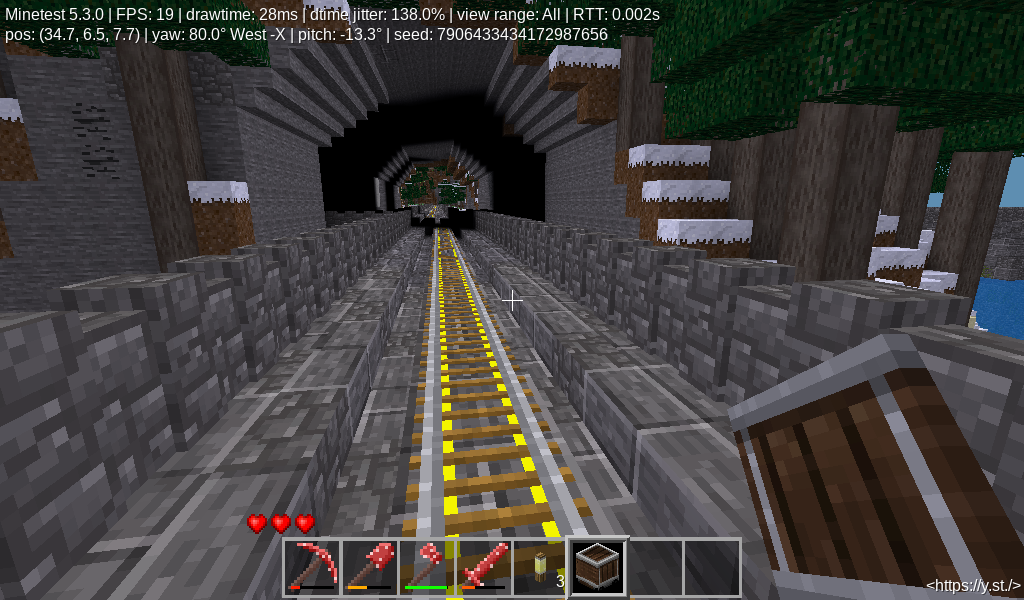 Minetest 5.3.0 | FPS: 19 | drawtime: 28ms | dtime jitter: 138.0% | view range: All | RTT: 0.002s
pos: (34.7, 6.5, 7.7) | yaw: 80.0° West -X | pitch: -13.3° | seed: 7906433434172987656
3
<https://y.st./>